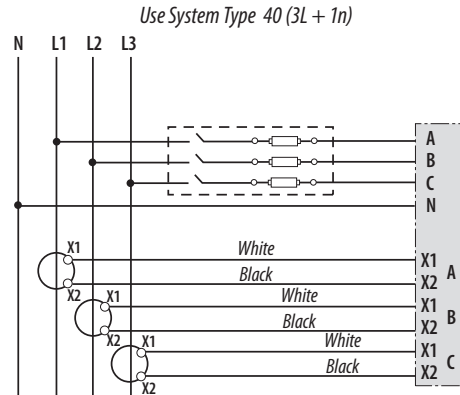 Use System Type 40 (3L + 1n)
N L1 L2 L3
A
B
C
N
X1 White X1
X2 Black X2 A
X1 White X1
X2 Black X2 B
X1 White X1
X2 Black X2 C